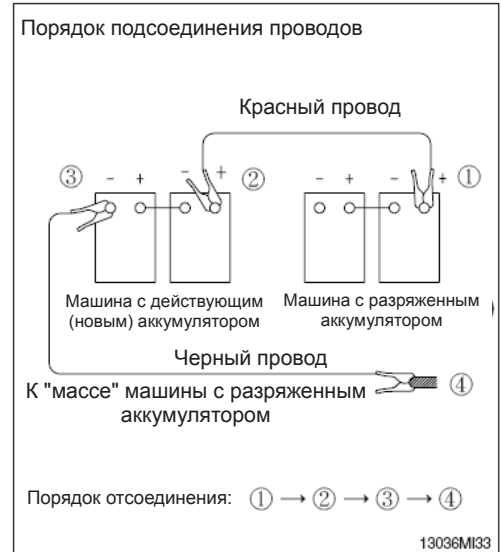 Порядок подсоединения проводов
Красный провод
③ - + - + ② - + - + ①
Машина с действующим
(новым) аккумулятором
Машина с разряженным
аккумулятором
Черный провод
④
К "массе" машины с разряженным
аккумулятором
Порядок отсоединения: ① → ② → ③ → ④
13036MI33